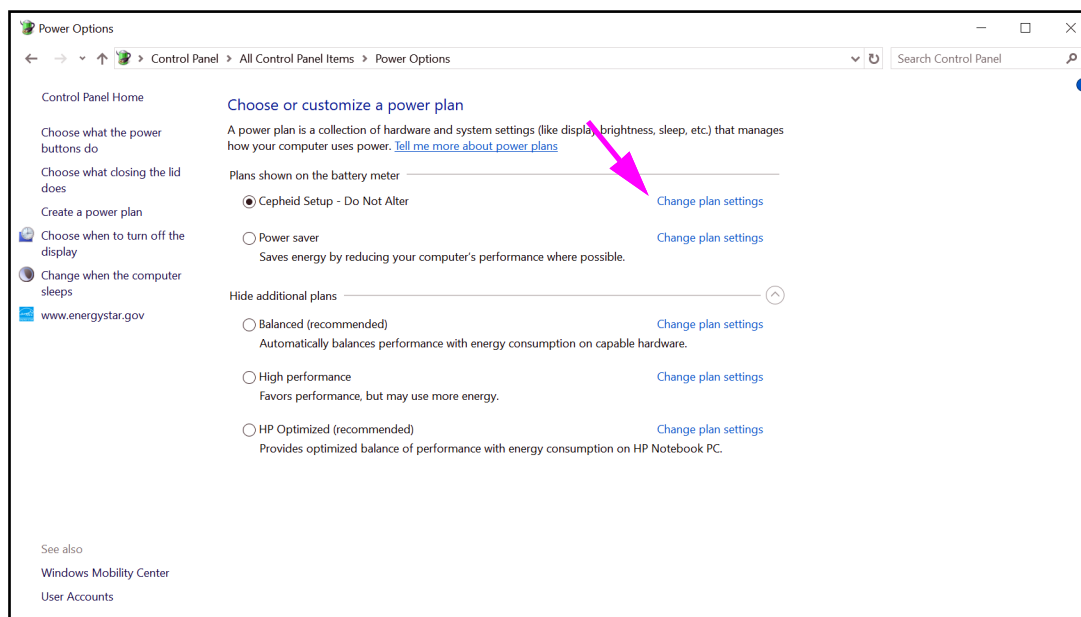 Power Options
Control Panel > All Control Panel Items > Power Options
Search Control Panel
Control Panel Home
Choose what the power
buttons do
Choose what closing the lid
does
Create a power plan
Choose when to turn off the
display
Change when the computer
sleeps
www.energystar.gov
Choose or customize a power plan
A power plan is a collection of hardware and system settings (like display brightness, sleep, etc.) that manages
how your computer uses power. Tell me more about power plans
Plans shown on the battery meter
Cepheid Setup - Do Not Alter Change plan settings
Power saver Change plan settings
Saves energy by reducing your computer's performance where possible.
Hide additional plans
Balanced (recommended) Change plan settings
Automatically balances performance with energy consumption on capable hardware.
High performance Change plan settings
Favors performance, but may use more energy.
HP Optimized (recommended) Change plan settings
Provides optimized balance of performance with energy consumption on HP Notebook PC.
See also
Windows Mobility Center
User Accounts